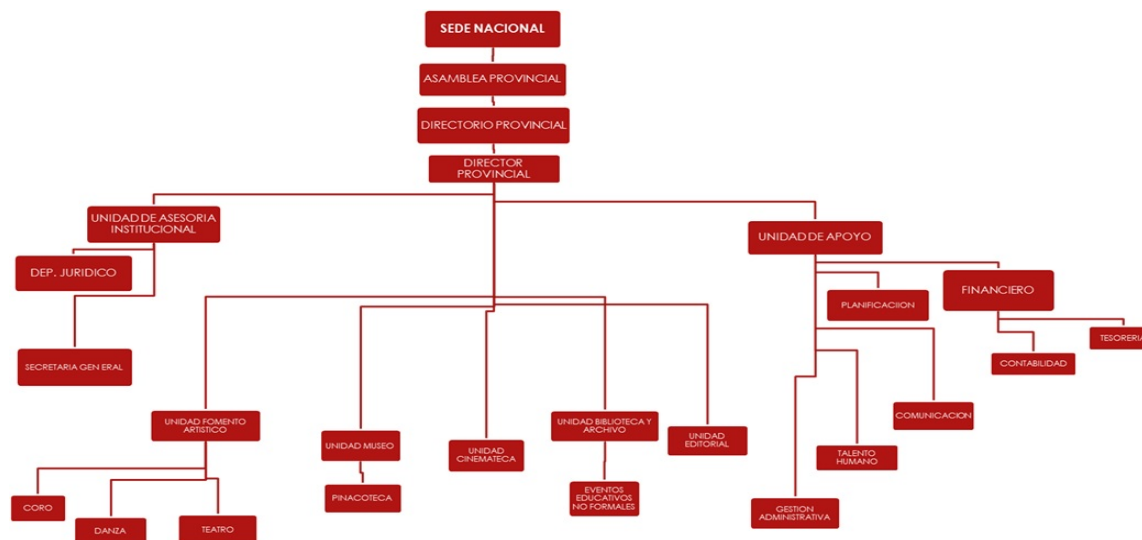 SEDE NACIONAL
ASAMBLEA PROVINCIAL
DIRECTORIO PROVINCIAL
DIRECTOR
PROVINCIAL
UNIDAD DE ASESORIA
INSTITUCIONAL
UNIDAD DE APOYO
DEP. JURIDICO
PLANIFICACIION
FINANCIERO
TESORERIA
SECRETARIA GEN ERAL
CONTABILIDAD
UNIDAD FOMENTO
ARTISTICO
UNIDAD MUSEO
UNIDAD
CINEMATECA
UNIDAD BIBLIOTECA Y
ARCHIVO
UNIDAD
EDITORIAL
COMUNICACION
TALENTO
HUMANO
CORO
DANZA
TEATRO
PINACOTECA
EVENTOS
EDUCATIVOS
NO FORMALES
GESTION
ADMINISTRATIVA